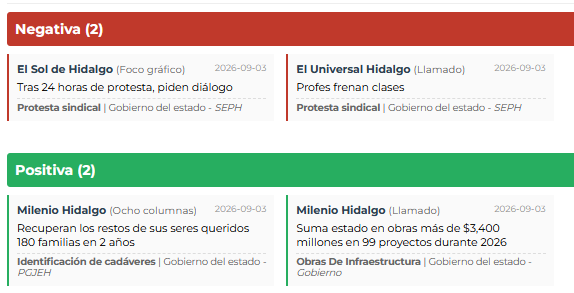 Negativa (2)
El Sol de Hidalgo (Foco gráfico) 2026-09-03
Tras 24 horas de protesta, piden diálogo
Protesta sindical | Gobierno del estado - SEPH
El Universal Hidalgo (Llamado) 2026-09-03
Profes frenan clases
Protesta sindical | Gobierno del estado - SEPH
Positiva (2)
Milenio Hidalgo (Ocho columnas) 2026-09-03
Recuperan los restos de sus seres queridos
180 familias en 2 años
Identificación de cadáveres | Gobierno del estado -
PGJEH
Milenio Hidalgo (Llamado) 2026-09-03
Suma estado en obras más de $3,400
millones en 99 proyectos durante 2026
Obras De Infraestructura | Gobierno del estado -
Gobierno